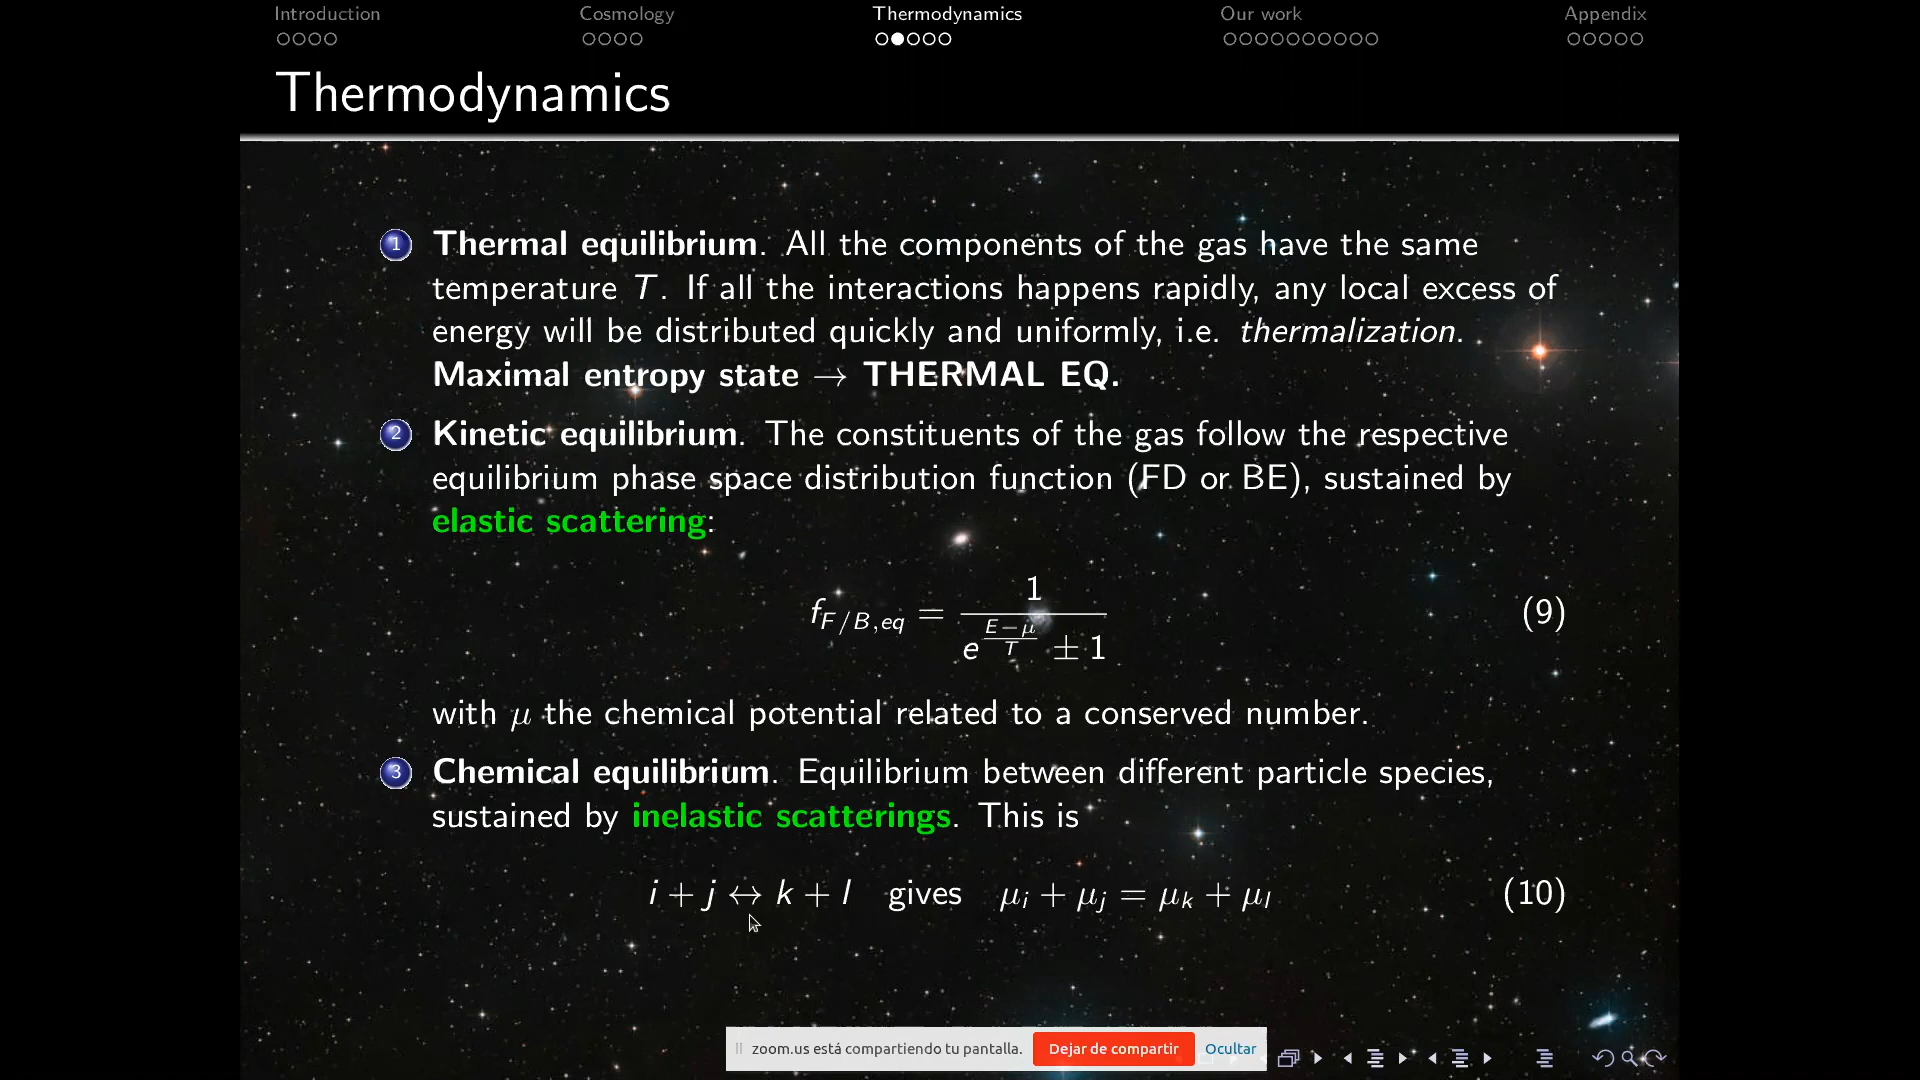 Introduction Cosmology Thermodynamics Our work Appendix
Thermodynamics
1 Thermal equilibrium. All the components of the gas have the same
temperature T. If all the interactions happens rapidly, any local excess of
energy will be distributed quickly and uniformly, i.e. thermalization.
Maximal entropy state → THERMAL EQ.
2 Kinetic equilibrium. The constituents of the gas follow the respective
equilibrium phase space distribution function (FD or BE), sustained by
elastic scattering:
f_{F/B,eq} = \frac{1}{e^{\frac{E-μ}{T}} ± 1} (9)
with μ the chemical potential related to a conserved number.
3 Chemical equilibrium. Equilibrium between different particle species,
sustained by inelastic scatterings. This is
i + j ↔ k + l gives μ_i + μ_j = μ_k + μ_l (10)
zoom.us está compartiendo tu pantalla. Dejar de compartir Ocultar